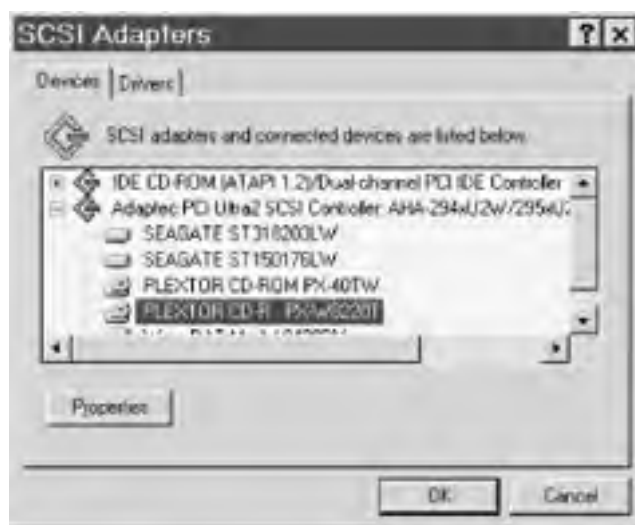 SCSI Adapters
Devices Drivers
SCSI adapters and connected devices are listed below.
IDE CD-ROM (ATAPI 1.2)/Dual-channel PCI IDE Controller
Adaptec PCI Ultra2 SCSI Controller: AHA-294xU2W/295xU2
SEAGATE ST318203LW
SEAGATE ST150176LW
PLEXTOR CD-ROM PX-40TW
PLEXTOR CD-R
Properties
OK
Cancel